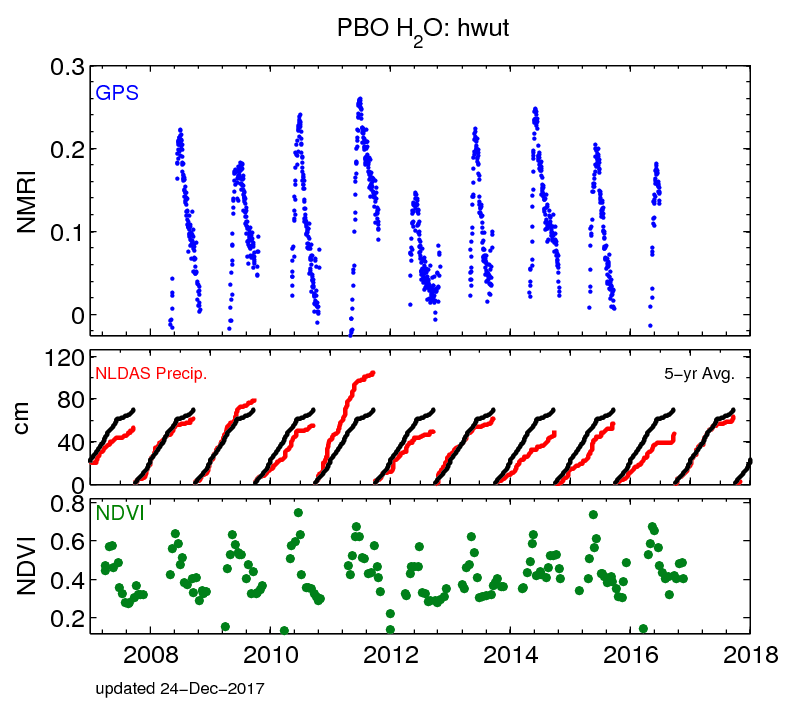 PBO H2O: hwut
0.3
GPS
0.2
NMRI
0.1
0
120
NLDAS Precip.
5-yr Avg.
80
cm
40
0
0.8
NDVI
0.6
NDVI
0.4
0.2
2008 2010 2012 2014 2016 2018
updated 24-Dec-2017